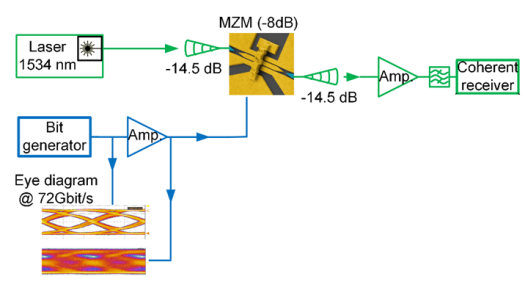 MZM (-8dB)
Laser
1534 nm
-14.5 dB
-14.5 dB
Amp.
Coherent
receiver
Bit
generator
Amp.
Eye diagram
@ 72Gbit/s